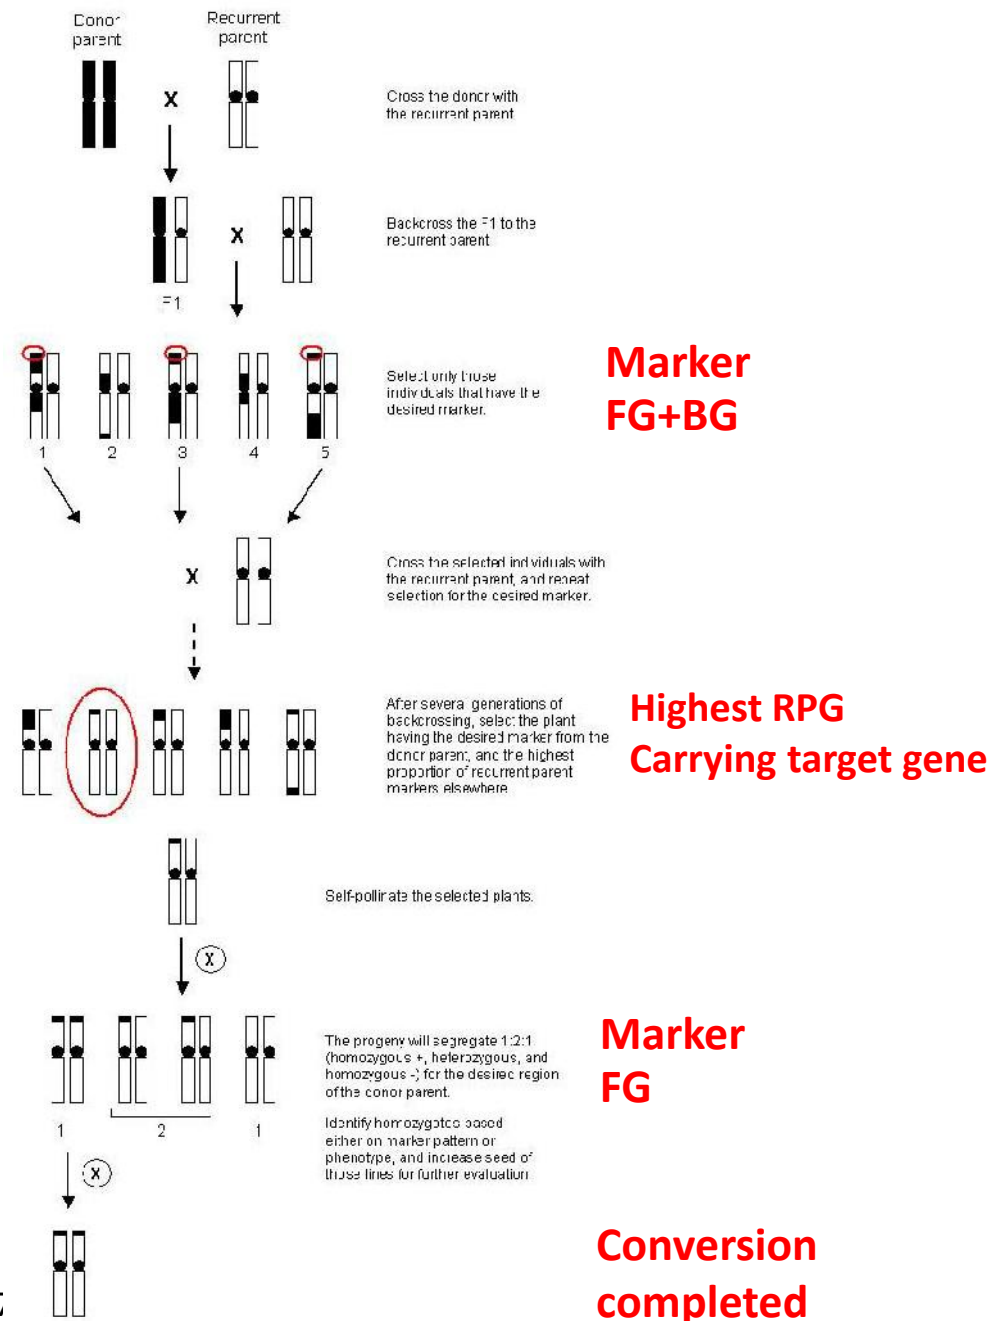 Donor
parent
Recurrent
parent
X
Cross the donor with
the recurrent parent
X
Backcross the F1 to the
recurrent parent
F1
Select only those
individuals that have the
desired marker.
Marker
FG+BG
1 2 3 4 5
X
Cross the selected individuals with
the recurrent parent, and repeat
selection for the desired marker.
After several generations of
backcrossing, select the plant
having the desired marker from the
donor parent, and the highest
proportion of recurrent parent
markers elsewhere
Highest RPG
Carrying target gene
Self-pollinate the selected plants.
X
The progeny will segregate 1:2:1
(homozygous +, heterozygous, and
homozygous -) for the desired region
of the donor parent.
Marker
FG
1 2 1
Identify homozygotes based
either on marker pattern or
phenotype, and increase seed of
those lines for further evaluation
X
Conversion
completed